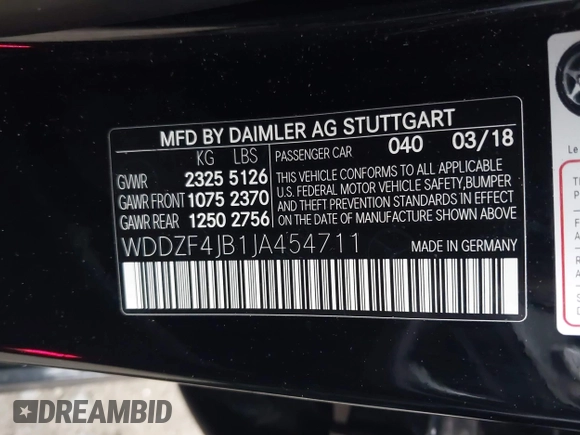 MFD BY DAIMLER AG STUTTGART
KG LBS PASSENGER CAR 040 03/18
GVWR 2325 5126
GAWR FRONT 1075 2370
GAWR REAR 1250 2756
THIS VEHICLE CONFORMS TO ALL APPLICABLE
U.S. FEDERAL MOTOR VEHICLE SAFETY,BUMPER
AND THEFT PREVENTION STANDARDS IN EFFECT
ON THE DATE OF MANUFACTURE SHOWN ABOVE
WDDZF4JB1JA454711 MADE IN GERMANY
Le
DREAMBID